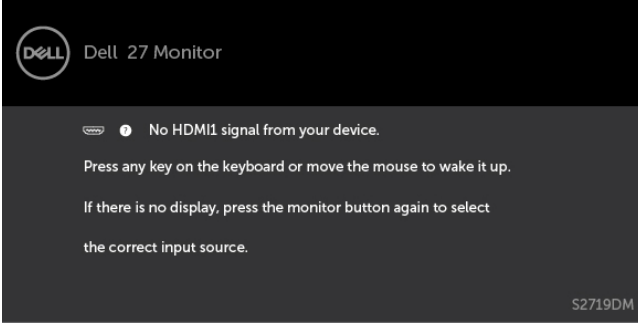 DELL
Dell 27 Monitor
? No HDMI1 signal from your device.
Press any key on the keyboard or move the mouse to wake it up.
If there is no display, press the monitor button again to select
the correct input source.
S2719DM